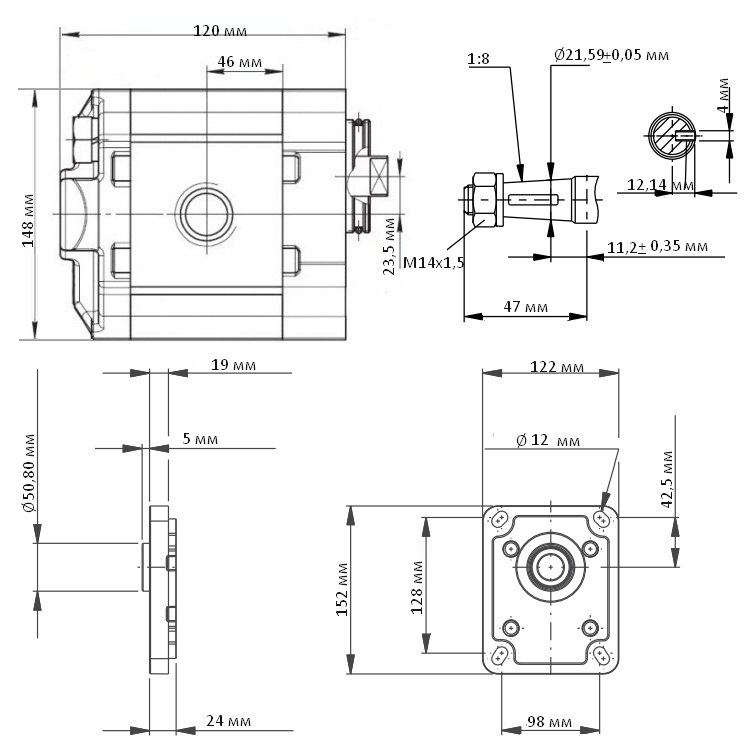 120 мм
46 мм
148 мм
23,5 мм
1:8
Ø21,59±0,05 мм
4 мм
12,14 мм
M14x1,5
11,2± 0,35 мм
47 мм
19 мм
5 мм
Ø50,80 мм
24 мм
122 мм
Ø 12 мм
42,5 мм
152 мм
128 мм
98 мм